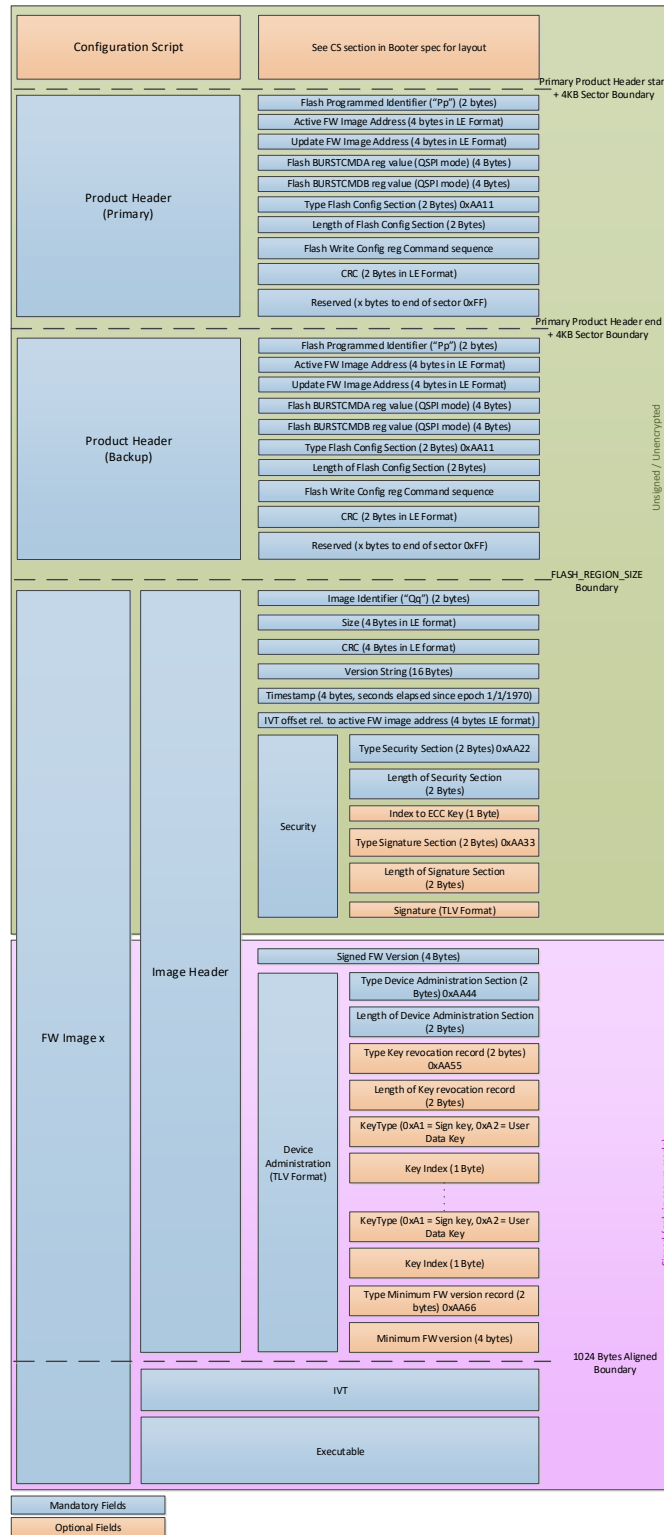 Configuration Script
See CS section in Booter spec for layout
Primary Product Header start
+ 4KB Sector Boundary
Product Header
(Primary)
Flash Programmed Identifier ("Pp") (2 bytes)
Active FW Image Address (4 bytes in LE Format)
Update FW Image Address (4 bytes in LE Format)
Flash BURSTCMDA reg value (QSPI mode) (4 Bytes)
Flash BURSTCMDB reg value (QSPI mode) (4 Bytes)
Type Flash Config Section (2 Bytes) 0xAA11
Length of Flash Config Section (2 Bytes)
Flash Write Config reg Command sequence
CRC (2 Bytes in LE Format)
Reserved (x bytes to end of sector 0xFF)
Primary Product Header end
+ 4KB Sector Boundary
Product Header
(Backup)
Flash Programmed Identifier ("Pp") (2 bytes)
Active FW Image Address (4 bytes in LE Format)
Update FW Image Address (4 bytes in LE Format)
Flash BURSTCMDA reg value (QSPI mode) (4 Bytes)
Flash BURSTCMDB reg value (QSPI mode) (4 Bytes)
Type Flash Config Section (2 Bytes) 0xAA11
Length of Flash Config Section (2 Bytes)
Flash Write Config reg Command sequence
CRC (2 Bytes in LE Format)
Reserved (x bytes to end of sector 0xFF)
Unsigned / Unencrypted
FLASH_REGION_SIZE
Boundary
FW Image x
Image Header
Image Identifier ("Qq") (2 bytes)
Size (4 Bytes in LE format)
CRC (4 Bytes in LE format)
Version String (16 Bytes)
Timestamp (4 bytes, seconds elapsed since epoch 1/1/1970)
IVT offset rel. to active FW image address (4 bytes LE format)
Security
Type Security Section (2 Bytes) 0xAA22
Length of Security Section
(2 Bytes)
Index to ECC Key (1 Byte)
Type Signature Section (2 Bytes) 0xAA33
Length of Signature Section
(2 Bytes)
Signature (TLV Format)
Signed FW Version (4 Bytes)
Device
Administration
(TLV Format)
Type Device Administration Section (2
Bytes) 0xAA44
Length of Device Administration Section
(2 Bytes)
Type Key revocation record (2 bytes)
0xAA55
Length of Key revocation record
(2 Bytes)
KeyType (0xA1 = Sign key, 0xA2 = User
Data Key
Key Index (1 Byte)
KeyType (0xA1 = Sign key, 0xA2 = User
Data Key
Key Index (1 Byte)
Type Minimum FW version record (2
bytes) 0xAA66
Minimum FW version (4 bytes)
1024 Bytes Aligned
Boundary
IVT
Executable
Mandatory Fields
Optional Fields